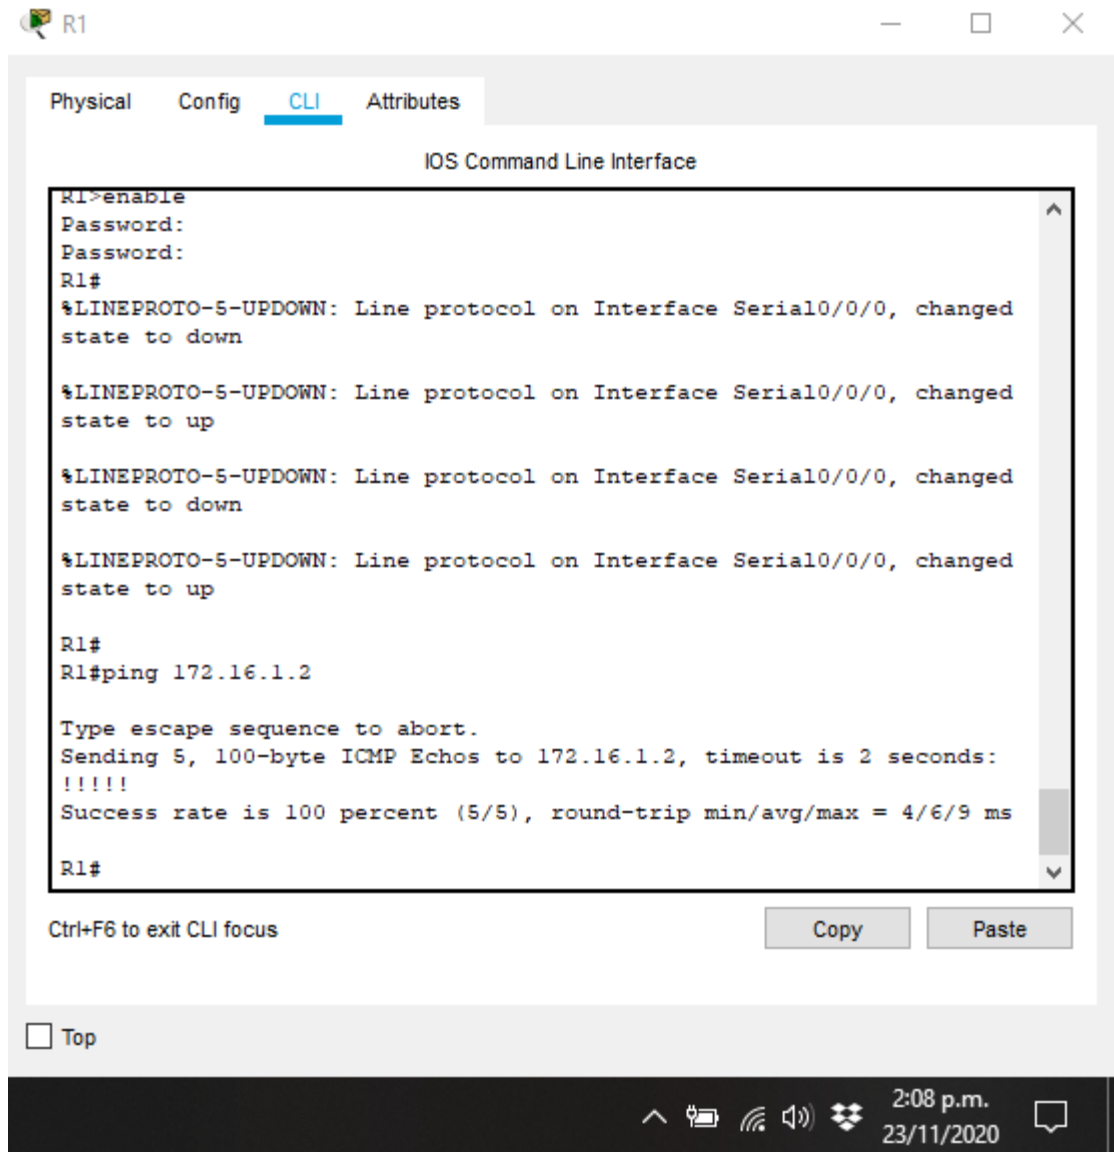 R1
Physical Config CLI Attributes
IOS Command Line Interface
R1>enable
Password:
Password:
R1#
%LINEPROTO-5-UPDOWN: Line protocol on Interface Serial0/0/0, changed
state to down
%LINEPROTO-5-UPDOWN: Line protocol on Interface Serial0/0/0, changed
state to up
%LINEPROTO-5-UPDOWN: Line protocol on Interface Serial0/0/0, changed
state to down
%LINEPROTO-5-UPDOWN: Line protocol on Interface Serial0/0/0, changed
state to up
R1#
R1#ping 172.16.1.2
Type escape sequence to abort.
Sending 5, 100-byte ICMP Echos to 172.16.1.2, timeout is 2 seconds:
!!!!!
Success rate is 100 percent (5/5), round-trip min/avg/max = 4/6/9 ms
R1#
Ctrl+F6 to exit CLI focus
Copy Paste
Top
2:08 p.m.
23/11/2020